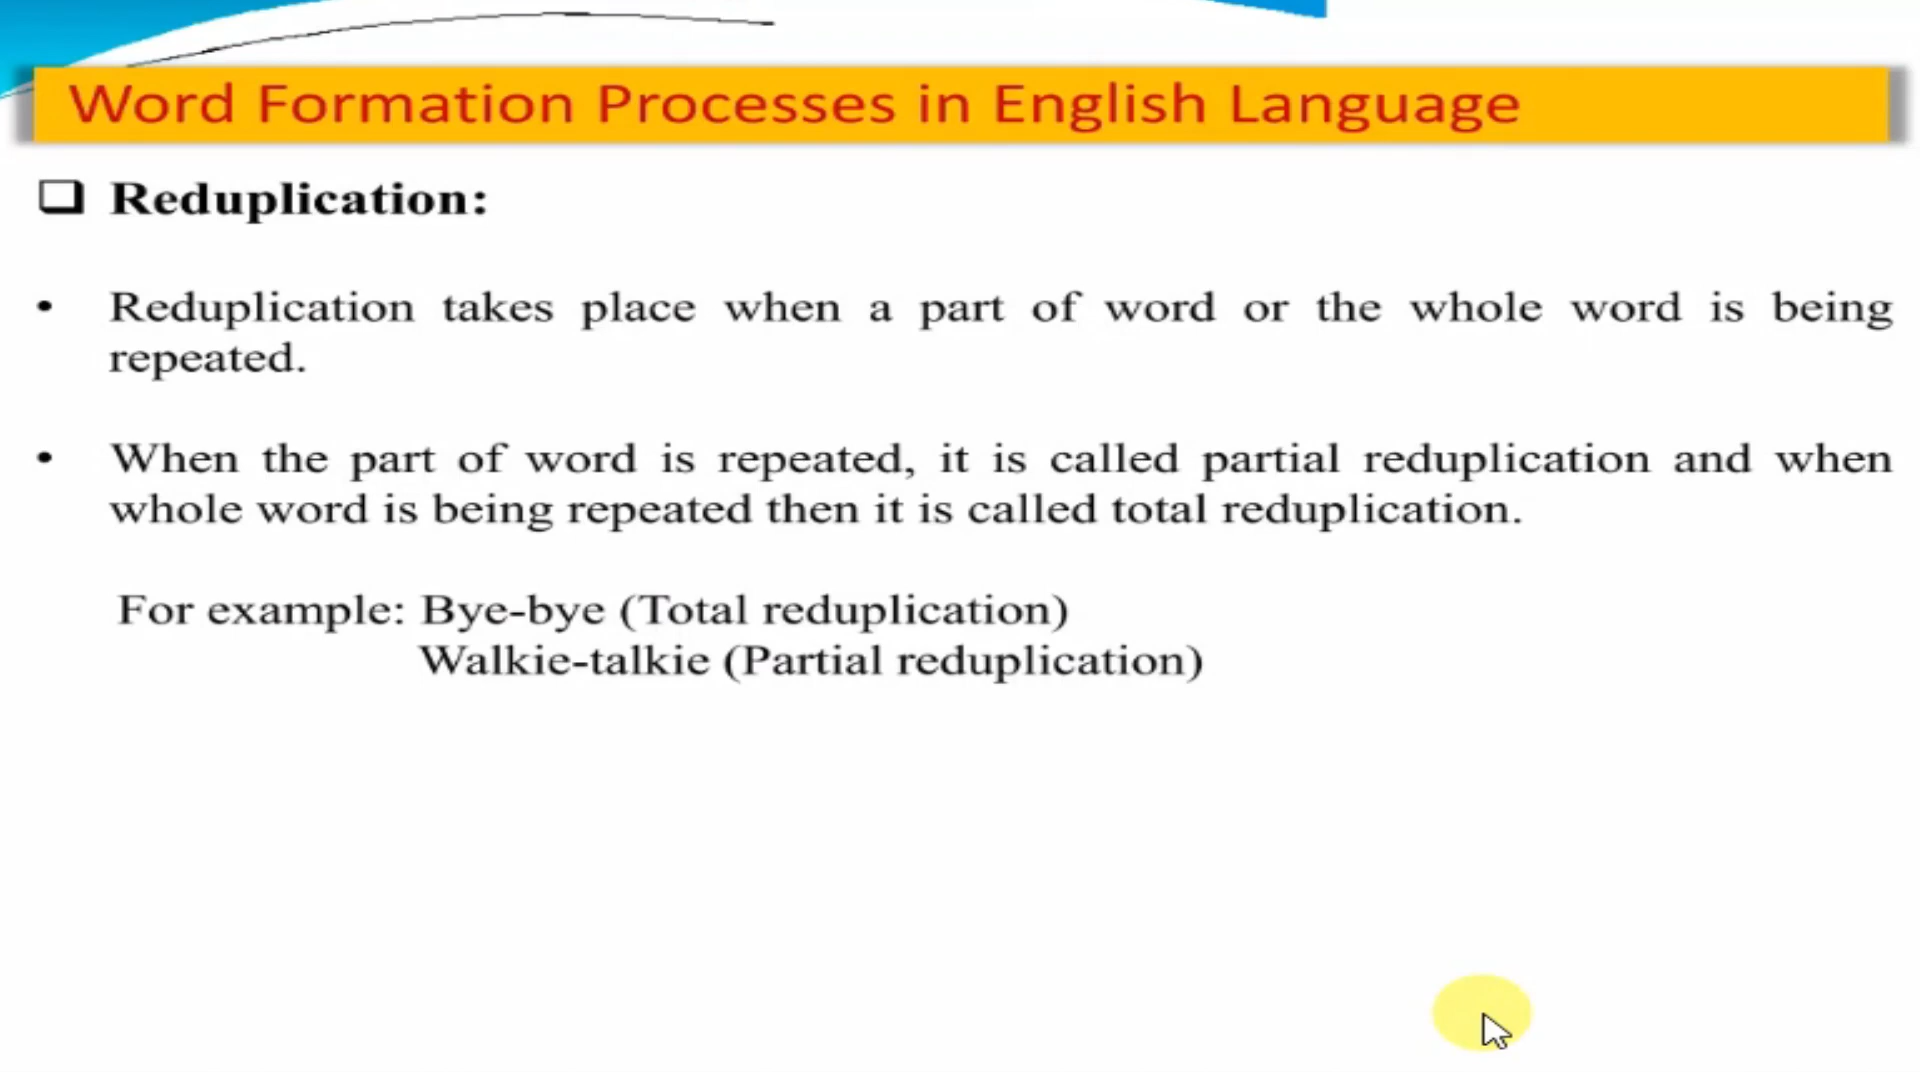 Word Formation Processes in English Language
❑ Reduplication:
• Reduplication takes place when a part of word or the whole word is being
repeated.
• When the part of word is repeated, it is called partial reduplication and when
whole word is being repeated then it is called total reduplication.
For example: Bye-bye (Total reduplication)
Walkie-talkie (Partial reduplication)